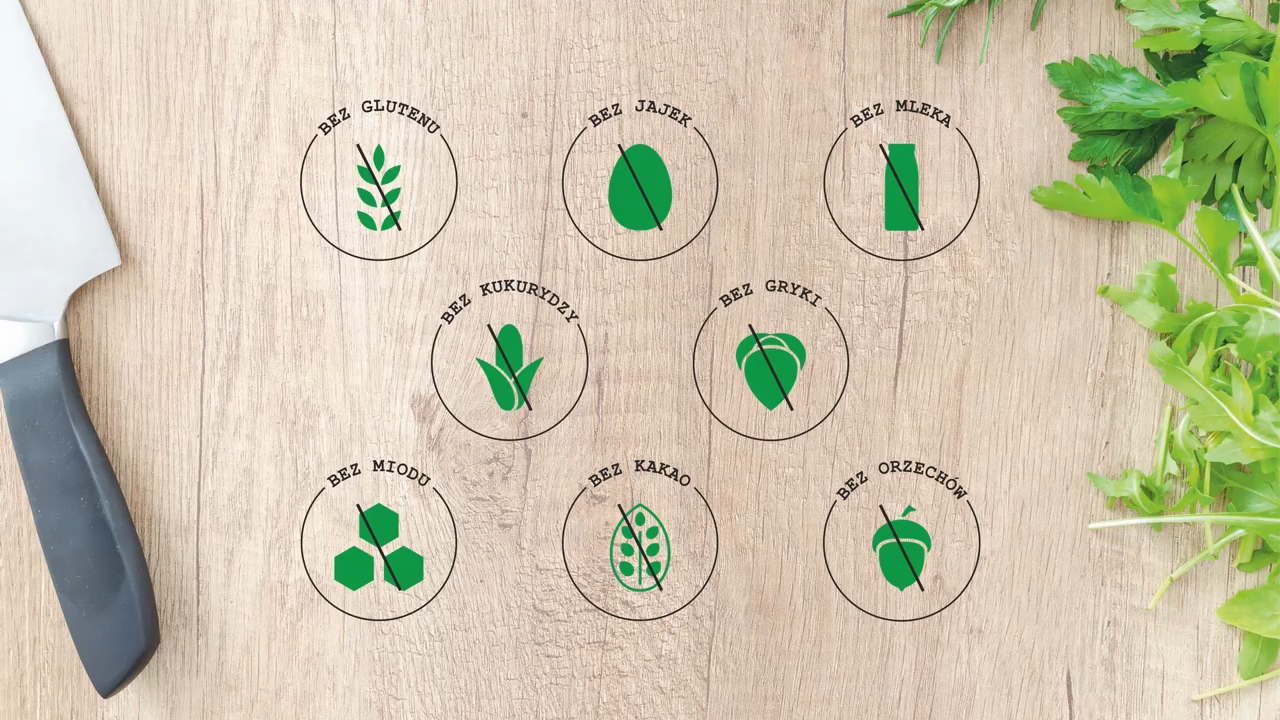 BEZ GLUTENU
BEZ JAJEK
BEZ MLEKA
BEZ KUKURYDZY
BEZ GRYKI
BEZ MIODU
BEZ KAKAO
BEZ ORZECHÓW